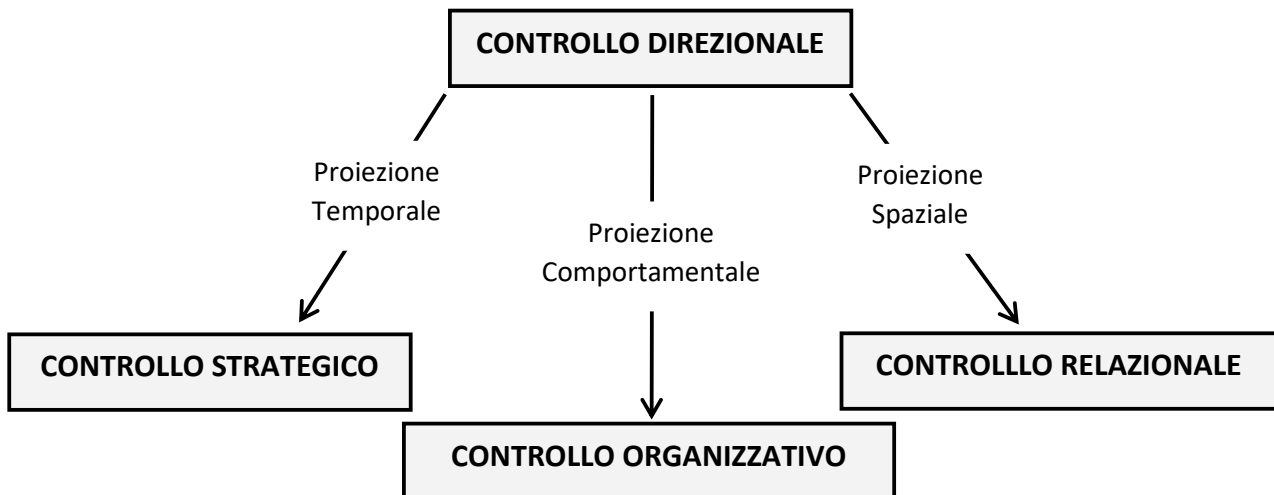 CONTROLLO DIREZIONALE
Proiezione
Temporale
Proiezione
Comportamentale
Proiezione
Spaziale
CONTROLLO STRATEGICO
CONTROLLLO RELAZIONALE
CONTROLLO ORGANIZZATIVO